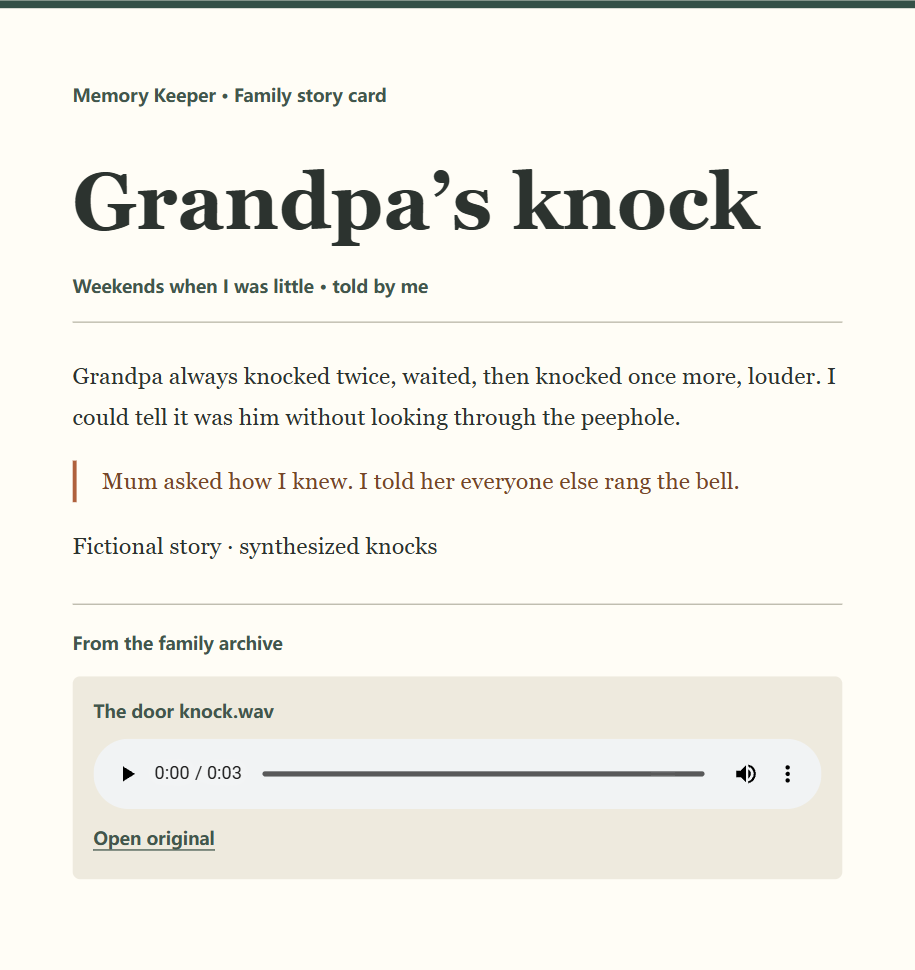 Memory Keeper • Family story card
Grandpa’s knock
Weekends when I was little • told by me
Grandpa always knocked twice, waited, then knocked once more, louder. I
could tell it was him without looking through the peephole.
Mum asked how I knew. I told her everyone else rang the bell.
Fictional story · synthesized knocks
From the family archive
The door knock.wav
0:00 / 0:03
Open original